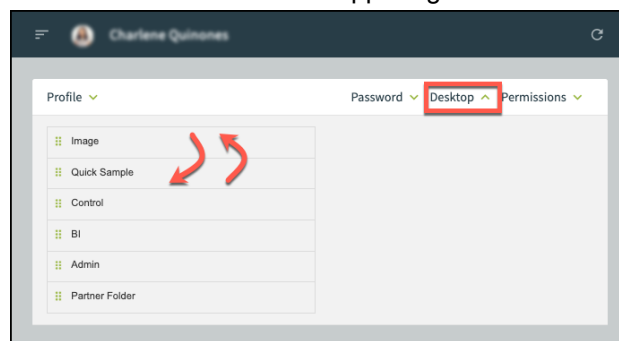 Charlene Quinones
Profile
Password Desktop Permissions
Image
Quick Sample
Control
BI
Admin
Partner Folder